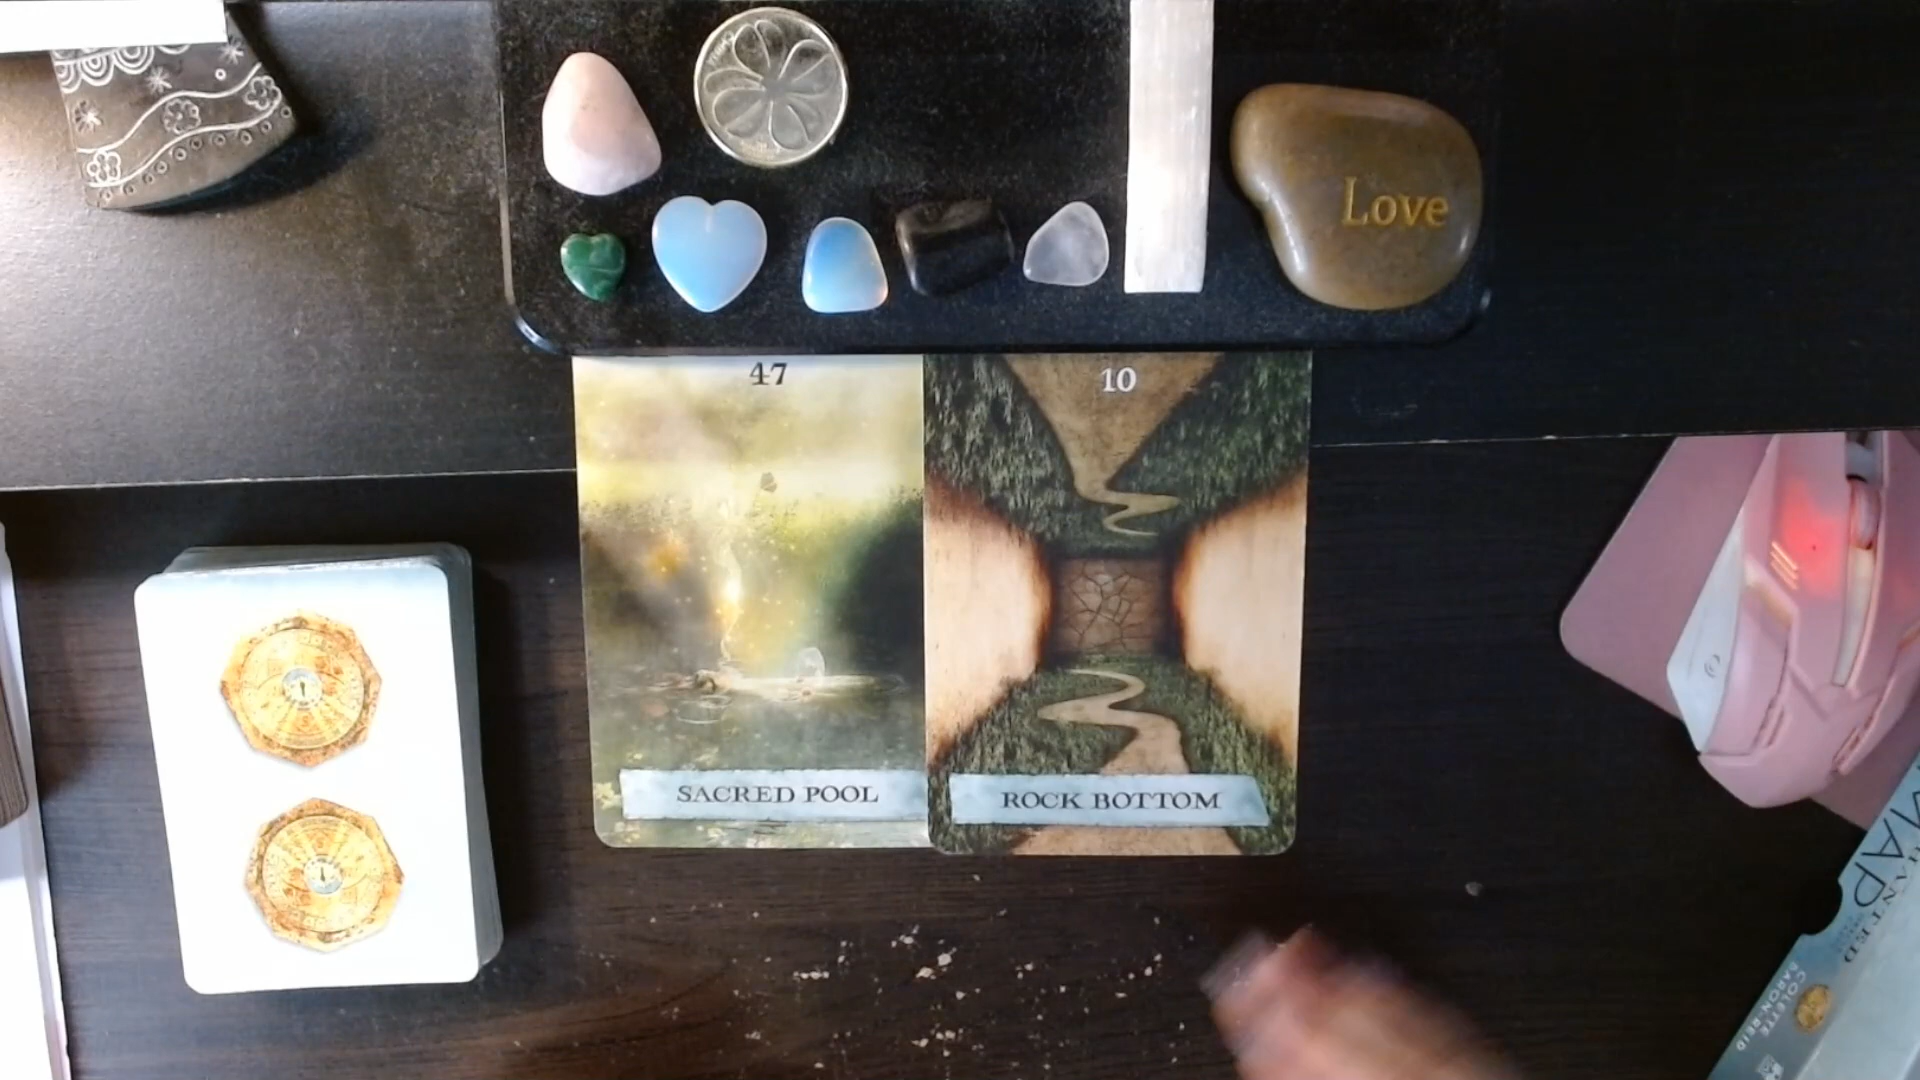 Love
47
10
SACRED POOL
ROCK BOTTOM
MAP
COLETTE
BARON-REID